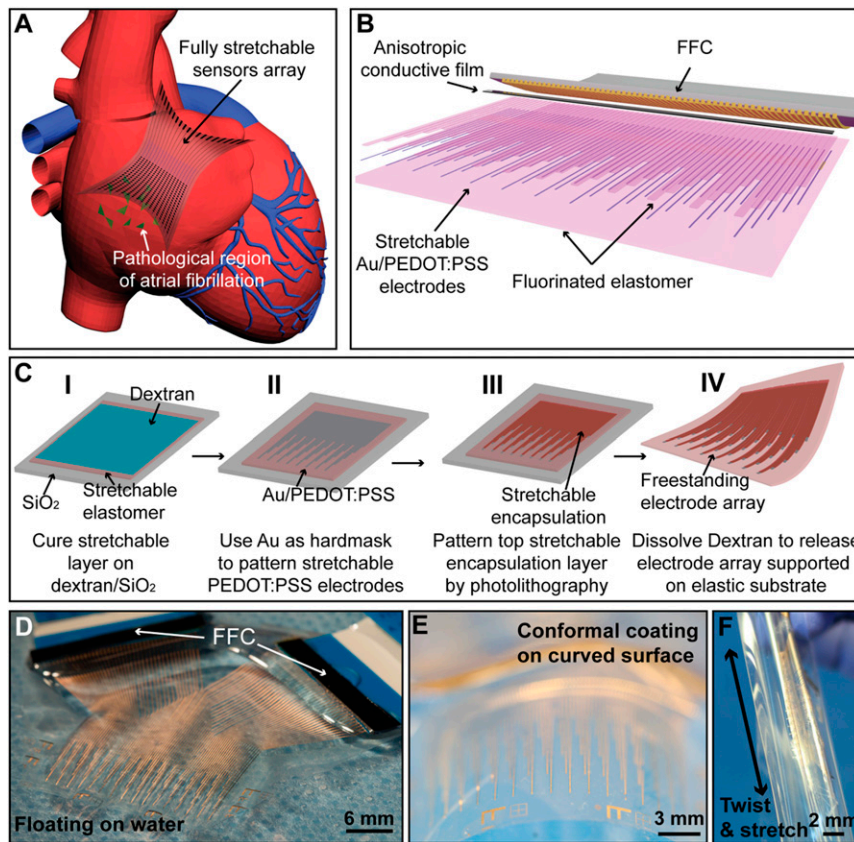 A
Fully stretchable
sensors array
Pathological region
of atrial fibrillation
B
Anisotropic
conductive film
FFC
Stretchable
Au/PEDOT:PSS
electrodes
Fluorinated elastomer
C
I
Dextran
SiO₂
Stretchable
elastomer
Cure stretchable
layer on
dextran/SiO₂
II
Au/PEDOT:PSS
Use Au as hardmask
to pattern stretchable
PEDOT:PSS electrodes
III
Stretchable
encapsulation
Pattern top stretchable
encapsulation layer
by photolithography
IV
Freestanding
electrode array
Dissolve Dextran to release
electrode array supported
on elastic substrate
D
FFC
Floating on water
6 mm
E
Conformal coating
on curved surface
3 mm
F
Twist
& stretch
2 mm